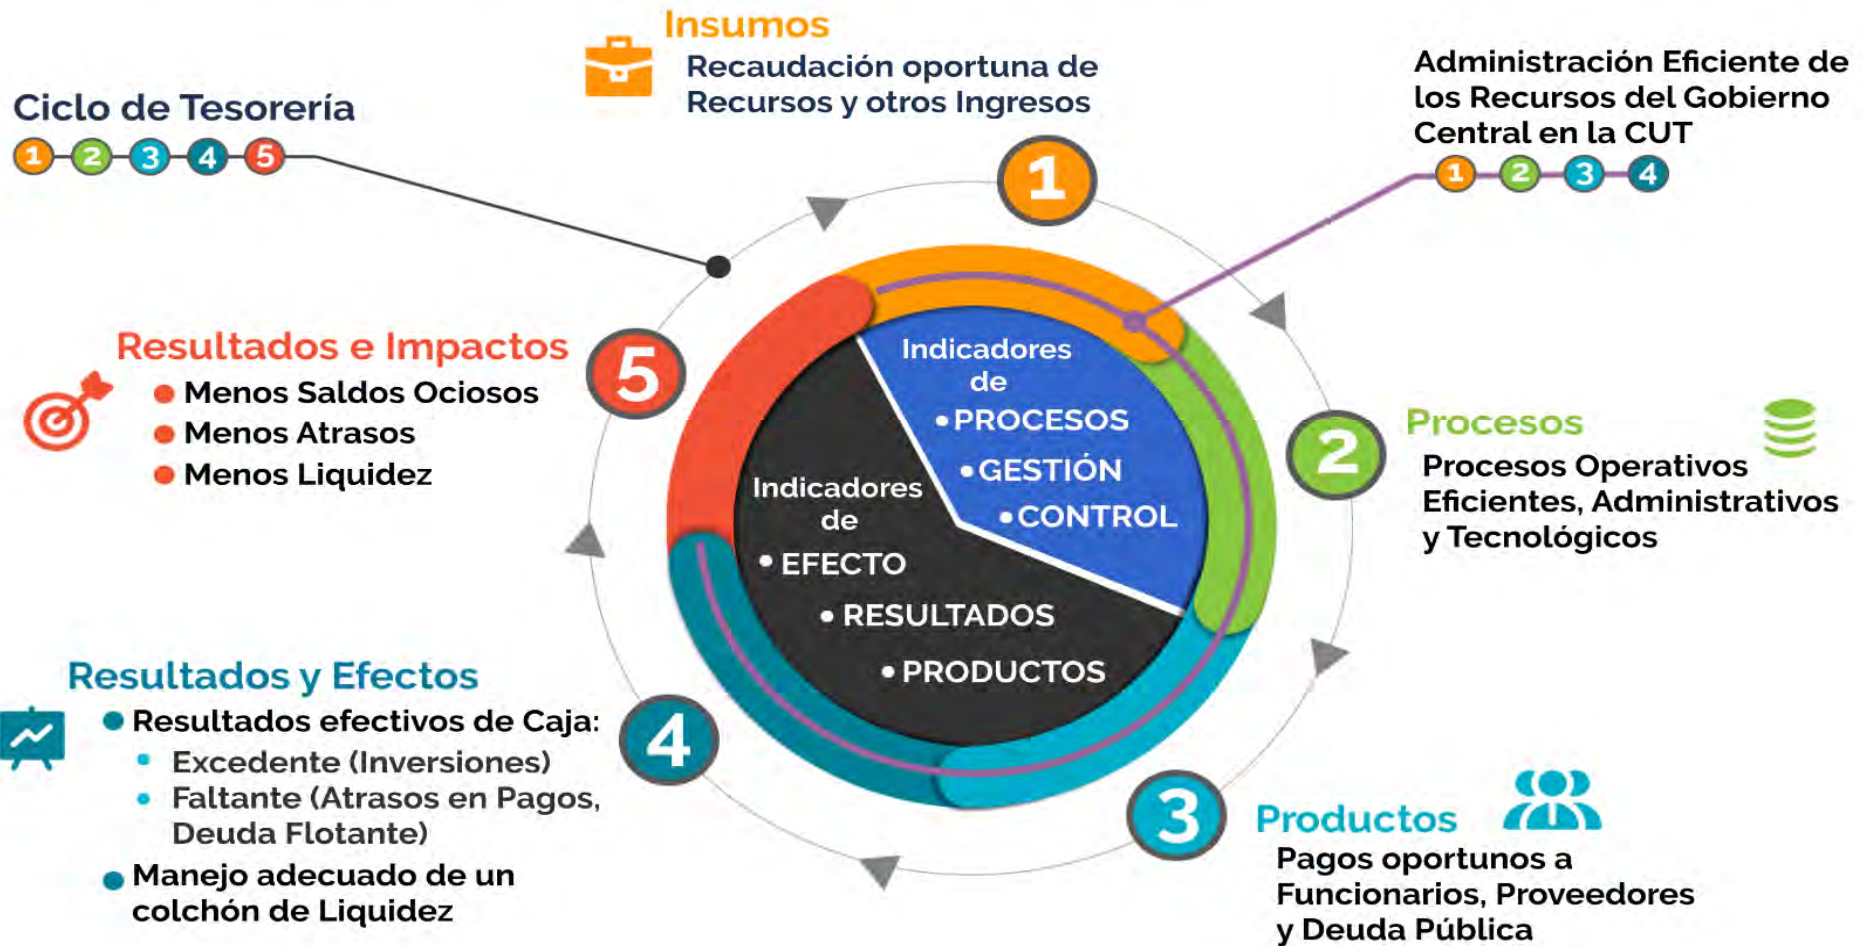 Insumos
Recaudación oportuna de
Recursos y otros Ingresos
Ciclo de Tesorería
1 2 3 4 5
Administración Eficiente de
los Recursos del Gobierno
Central en la CUT
1 2 3 4
1
Resultados e Impactos
• Menos Saldos Ociosos
• Menos Atrasos
• Menos Liquidez
5
Indicadores
de
• PROCESOS
• GESTIÓN
• CONTROL
2
Procesos
Procesos Operativos
Eficientes, Administrativos
y Tecnológicos
Indicadores
de
• EFECTO
• RESULTADOS
• PRODUCTOS
Resultados y Efectos
• Resultados efectivos de Caja:
• Excedente (Inversiones)
• Faltante (Atrasos en Pagos,
Deuda Flotante)
• Manejo adecuado de un
colchón de Liquidez
4
3
Productos
Pagos oportunos a
Funcionarios, Proveedores
y Deuda Pública